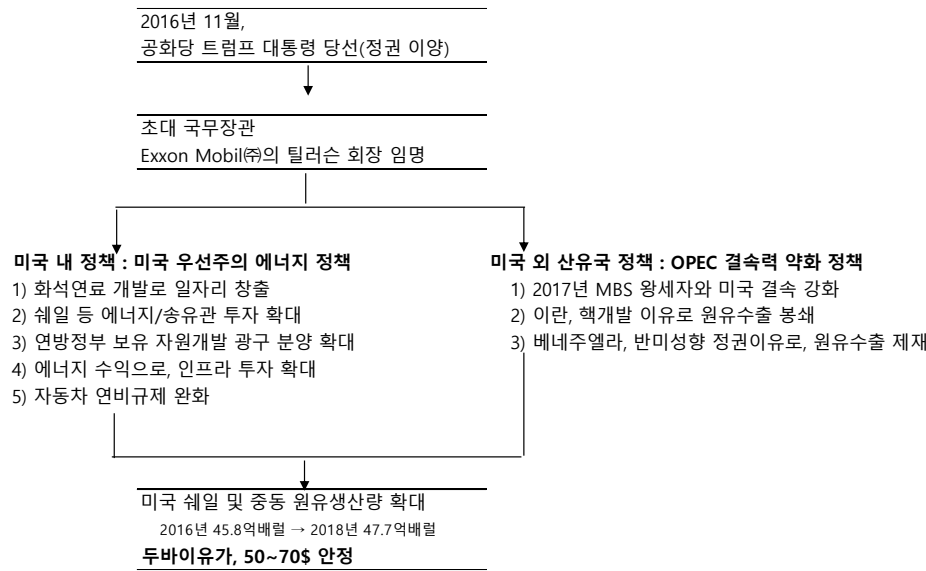 2016년 11월,
공화당 트럼프 대통령 당선(정권 이양)
초대 국무장관
Exxon Mobil㈜의 틸러슨 회장 임명
미국 내 정책 : 미국 우선주의 에너지 정책
1) 화석연료 개발로 일자리 창출
2) 쉐일 등 에너지/송유관 투자 확대
3) 연방정부 보유 자원개발 광구 분양 확대
4) 에너지 수익으로, 인프라 투자 확대
5) 자동차 연비규제 완화
미국 외 산유국 정책 : OPEC 결속력 약화 정책
1) 2017년 MBS 왕세자와 미국 결속 강화
2) 이란, 핵개발 이유로 원유수출 봉쇄
3) 베네주엘라, 반미성향 정권이유로, 원유수출 제재
미국 쉐일 및 중동 원유생산량 확대
2016년 45.8억배럴 → 2018년 47.7억배럴
두바이유가, 50~70$ 안정